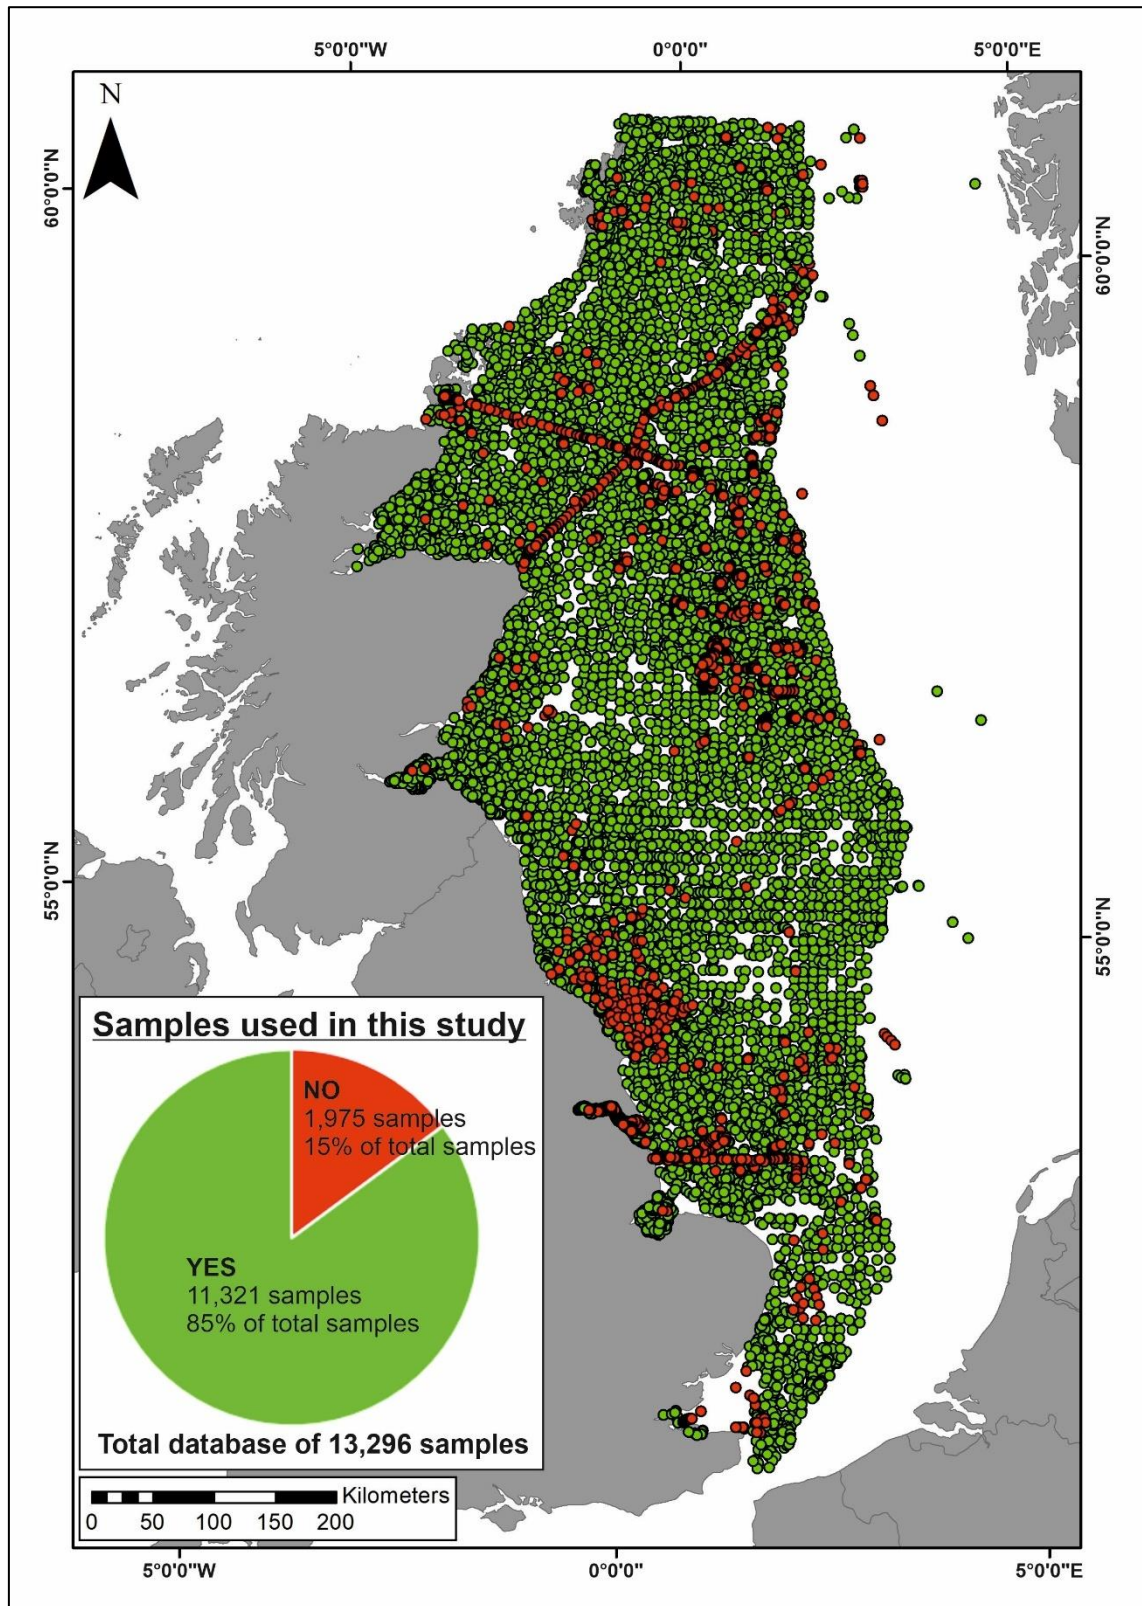 5°0'0"W 0°0'0" 5°0'0"E
N
60°0'0"N
60°0'0"N
55°0'0"N
55°0'0"N
Samples used in this study
NO
1,975 samples
15% of total samples
YES
11,321 samples
85% of total samples
Total database of 13,296 samples
Kilometers
0 50 100 150 200
5°0'0"W 0°0'0" 5°0'0"E